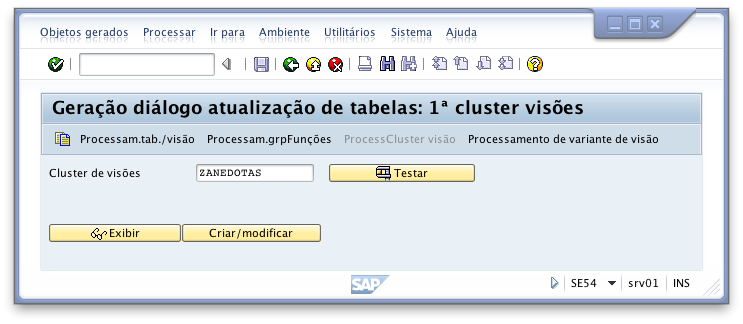 Objetos gerados Processar Ir para Ambiente Utilitários Sistema Ajuda
Geração diálogo atualização de tabelas: 1ª cluster visões
Processam.tab./visão Processam.grpFunções ProcessCluster visão Processamento de variante de visão
Cluster de visões ZANEDOTAS Testar
Exibir Criar/modificar
SAP SE54 srv01 INS